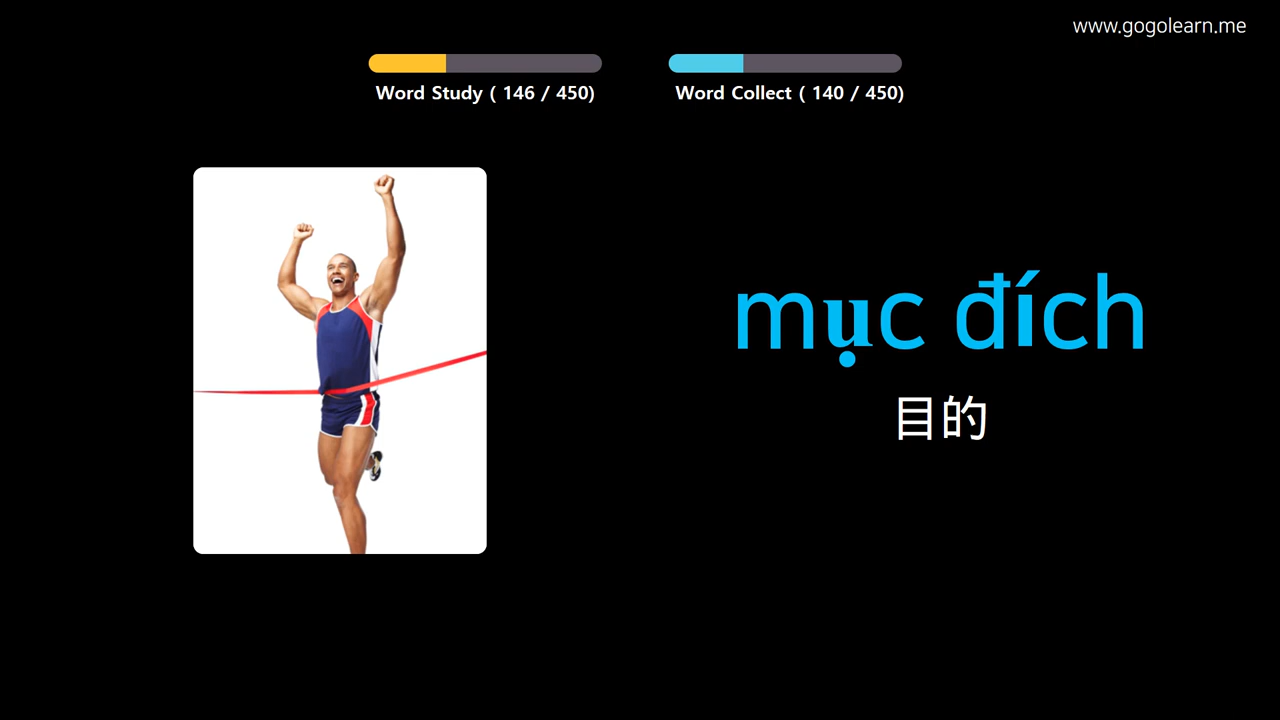 www.gogolearn.me
Word Study ( 146 / 450)
Word Collect ( 140 / 450)
mục đích
目的